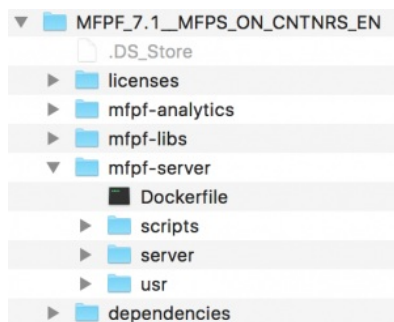 MFPF_7.1__MFPS_ON_CNTNRS_EN
.DS_Store
licenses
mfpf-analytics
mfpf-libs
mfpf-server
Dockerfile
scripts
server
usr
dependencies